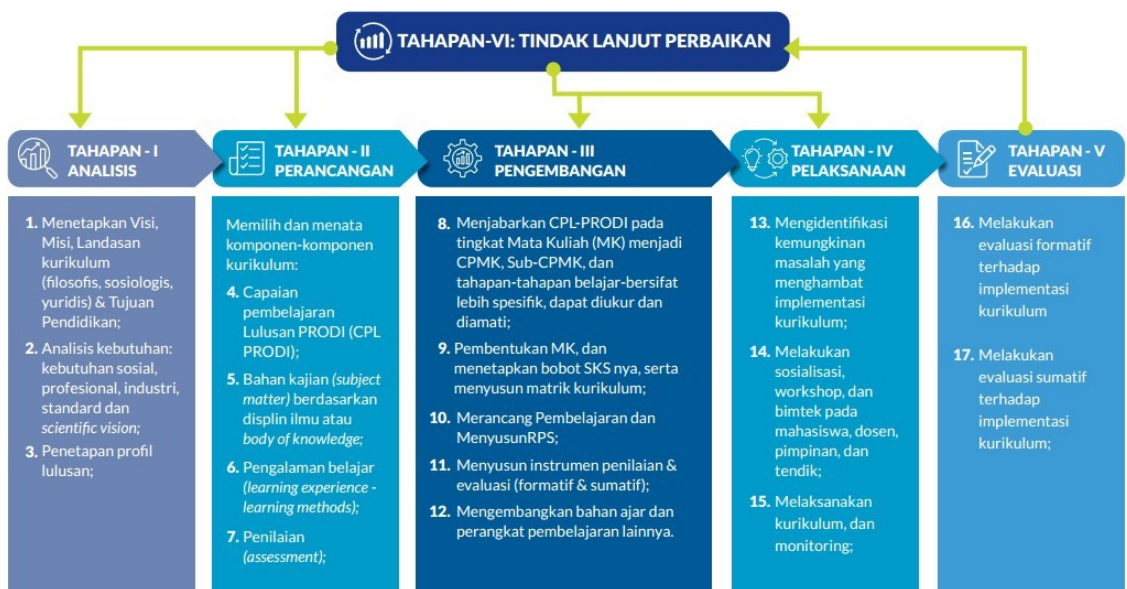 TAHAPAN-VI: TINDAK LANJUT PERBAIKAN
TAHAPAN - I
ANALISIS
1. Menetapkan Visi,
Misi, Landasan
kurikulum
(filosofis, sosiologis,
yuridis) & Tujuan
Pendidikan;
2. Analisis kebutuhan:
kebutuhan sosial,
profesional, industri,
standard dan
scientific vision;
3. Penetapan profil
lulusan;
TAHAPAN - II
PERANCANGAN
Memilih dan menata
komponen-komponen
kurikulum:
4. Capaian
pembelajaran
Lulusan PRODI (CPL
PRODI);
5. Bahan kajian (subject
matter) berdasarkan
displin ilmu atau
body of knowledge;
6. Pengalaman belajar
(learning experience -
learning methods);
7. Penilaian
(assessment);
TAHAPAN - III
PENGEMBANGAN
8. Menjabarkan CPL-PRODI pada
tingkat Mata Kuliah (MK) menjadi
CPMK, Sub-CPMK, dan
tahapan-tahapan belajar-bersifat
lebih spesifik, dapat diukur dan
diamati;
9. Pembentukan MK, dan
menetapkan bobot SKS nya, serta
menyusun matrik kurikulum;
10. Merancang Pembelajaran dan
MenyusunRPS;
11. Menyusun instrumen penilaian &
evaluasi (formatif & sumatif);
12. Mengembangkan bahan ajar dan
perangkat pembelajaran lainnya.
TAHAPAN - IV
PELAKSANAAN
13. Mengidentifikasi
kemungkinan
masalah yang
menghambat
implementasi
kurikulum;
14. Melakukan
sosialisasi,
workshop, dan
bimtek pada
mahasiswa, dosen,
pimpinan, dan
tendik;
15. Melaksanakan
kurikulum, dan
monitoring;
TAHAPAN - V
EVALUASI
16. Melakukan
evaluasi formatif
terhadap
implementasi
kurikulum
17. Melakukan
evaluasi sumatif
terhadap
implementasi
kurikulum;